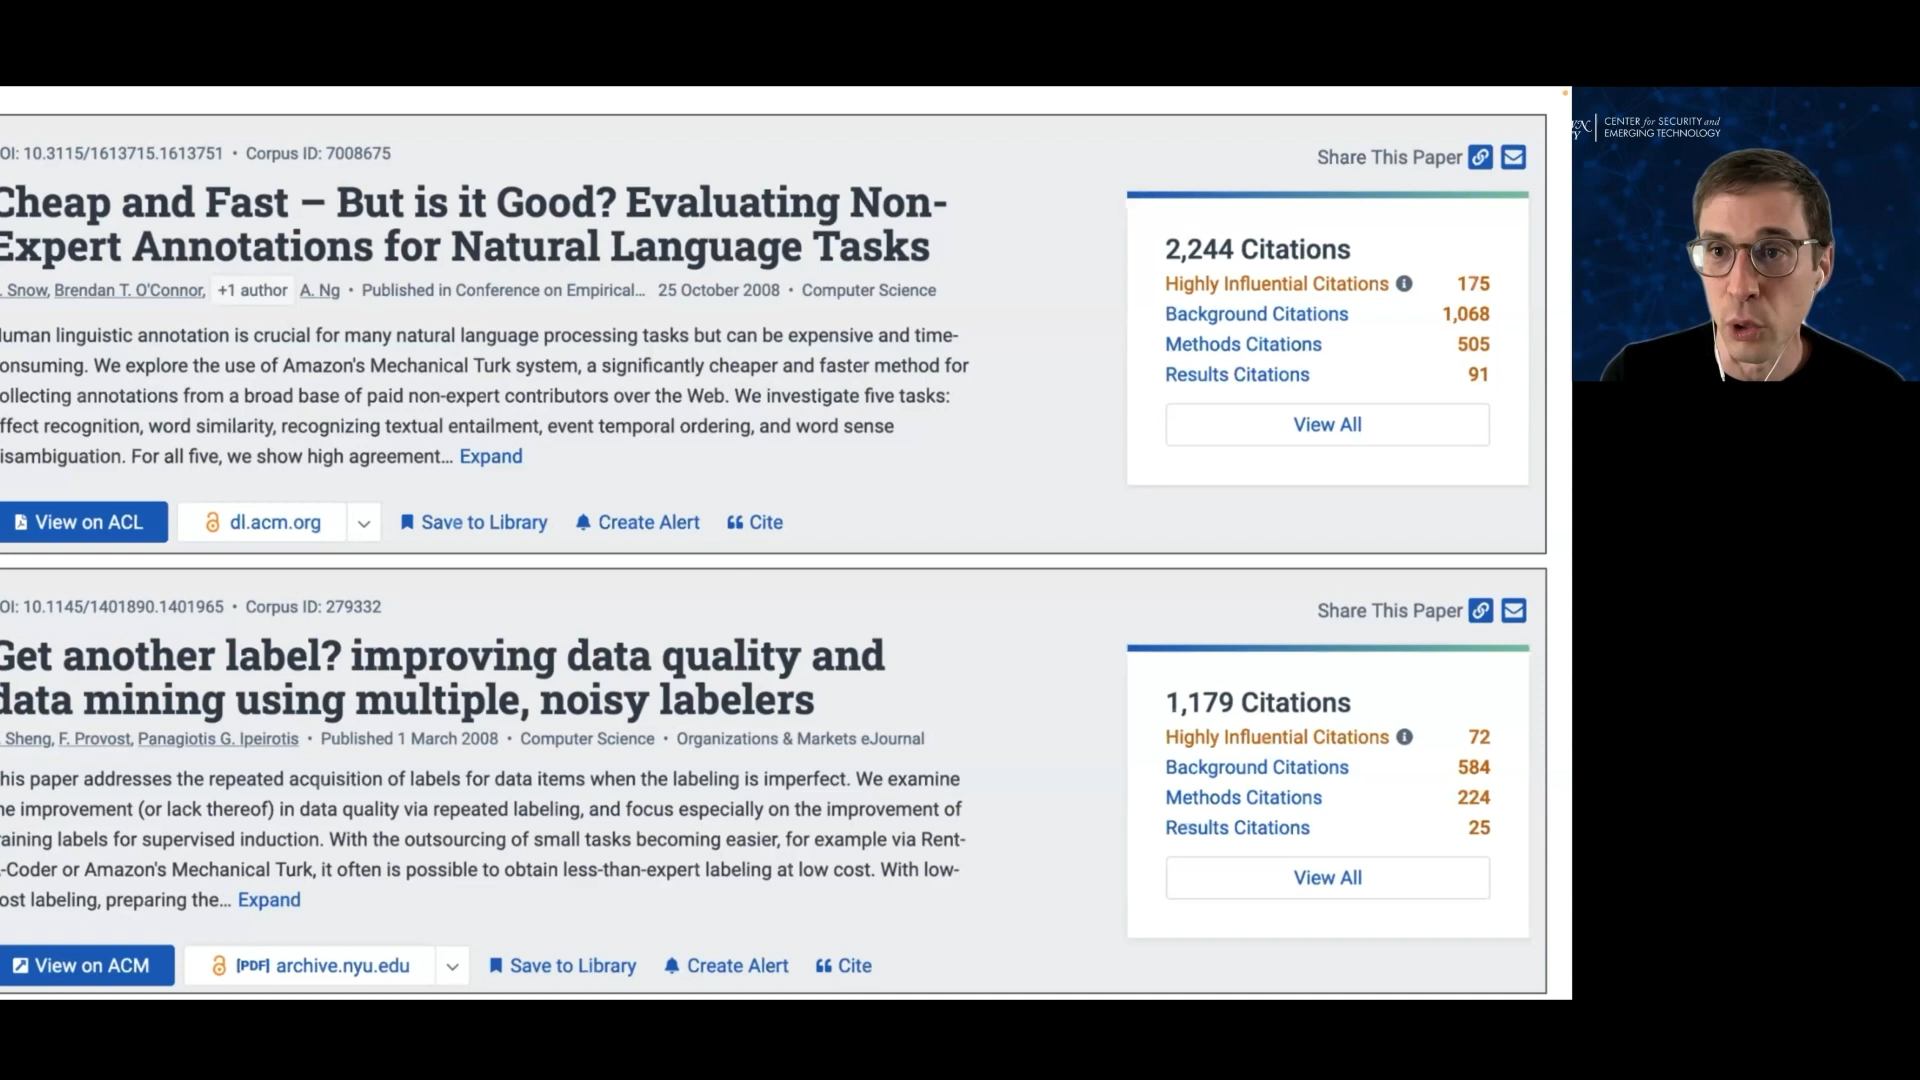 OI: 10.3115/1613715.1613751 • Corpus ID: 7008675
Share This Paper
Cheap and Fast – But is it Good? Evaluating Non-
Expert Annotations for Natural Language Tasks
. Snow, Brendan T. O'Connor, +1 author A. Ng • Published in Conference on Empirical... 25 October 2008 • Computer Science
uman linguistic annotation is crucial for many natural language processing tasks but can be expensive and time-
onsuming. We explore the use of Amazon's Mechanical Turk system, a significantly cheaper and faster method for
ollecting annotations from a broad base of paid non-expert contributors over the Web. We investigate five tasks:
ffect recognition, word similarity, recognizing textual entailment, event temporal ordering, and word sense
isambiguation. For all five, we show high agreement... Expand
View on ACL dl.acm.org Save to Library Create Alert Cite
2,244 Citations
Highly Influential Citations 175
Background Citations 1,068
Methods Citations 505
Results Citations 91
View All
OI: 10.1145/1401890.1401965 • Corpus ID: 279332
Share This Paper
Get another label? improving data quality and
data mining using multiple, noisy labelers
. Sheng, F. Provost, Panagiotis G. Ipeirotis • Published 1 March 2008 • Computer Science • Organizations & Markets eJournal
his paper addresses the repeated acquisition of labels for data items when the labeling is imperfect. We examine
he improvement (or lack thereof) in data quality via repeated labeling, and focus especially on the improvement of
raining labels for supervised induction. With the outsourcing of small tasks becoming easier, for example via Rent-
-Coder or Amazon's Mechanical Turk, it often is possible to obtain less-than-expert labeling at low cost. With low-
ost labeling, preparing the... Expand
View on ACM [PDF] archive.nyu.edu Save to Library Create Alert Cite
1,179 Citations
Highly Influential Citations 72
Background Citations 584
Methods Citations 224
Results Citations 25
View All
CENTER for SECURITY and
EMERGING TECHNOLOGY